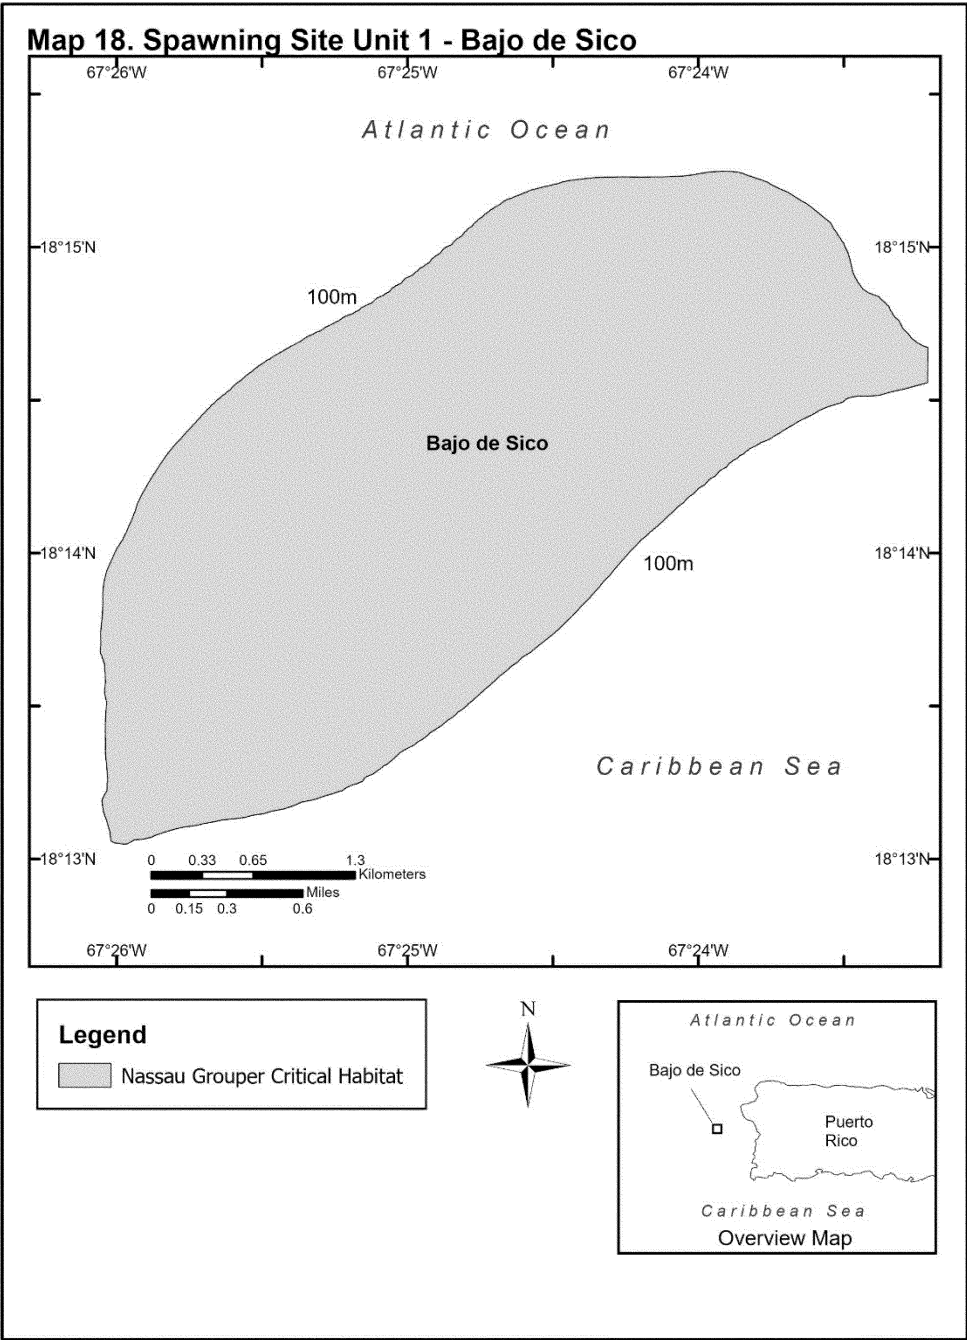 Map 18. Spawning Site Unit 1 - Bajo de Sico
67°26'W 67°25'W 67°24'W
Atlantic Ocean
18°15'N 18°15'N
100m
Bajo de Sico
18°14'N 18°14'N
100m
Caribbean Sea
18°13'N 18°13'N
0 0.33 0.65 1.3
Kilometers
Miles
0 0.15 0.3 0.6
67°26'W 67°25'W 67°24'W
Legend
Nassau Grouper Critical Habitat
N
Atlantic Ocean
Bajo de Sico
Puerto
Rico
Caribbean Sea
Overview Map